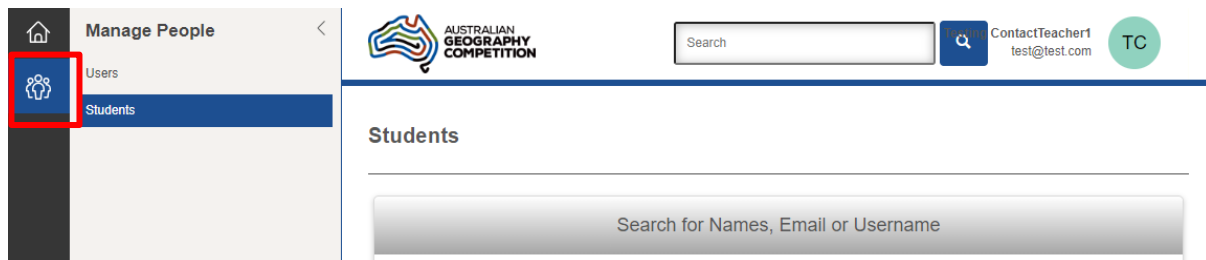 Manage People
Users
Students
AUSTRALIAN
GEOGRAPHY
COMPETITION
Search
Testing ContactTeacher1
test@test.com
TC
Students
Search for Names, Email or Username